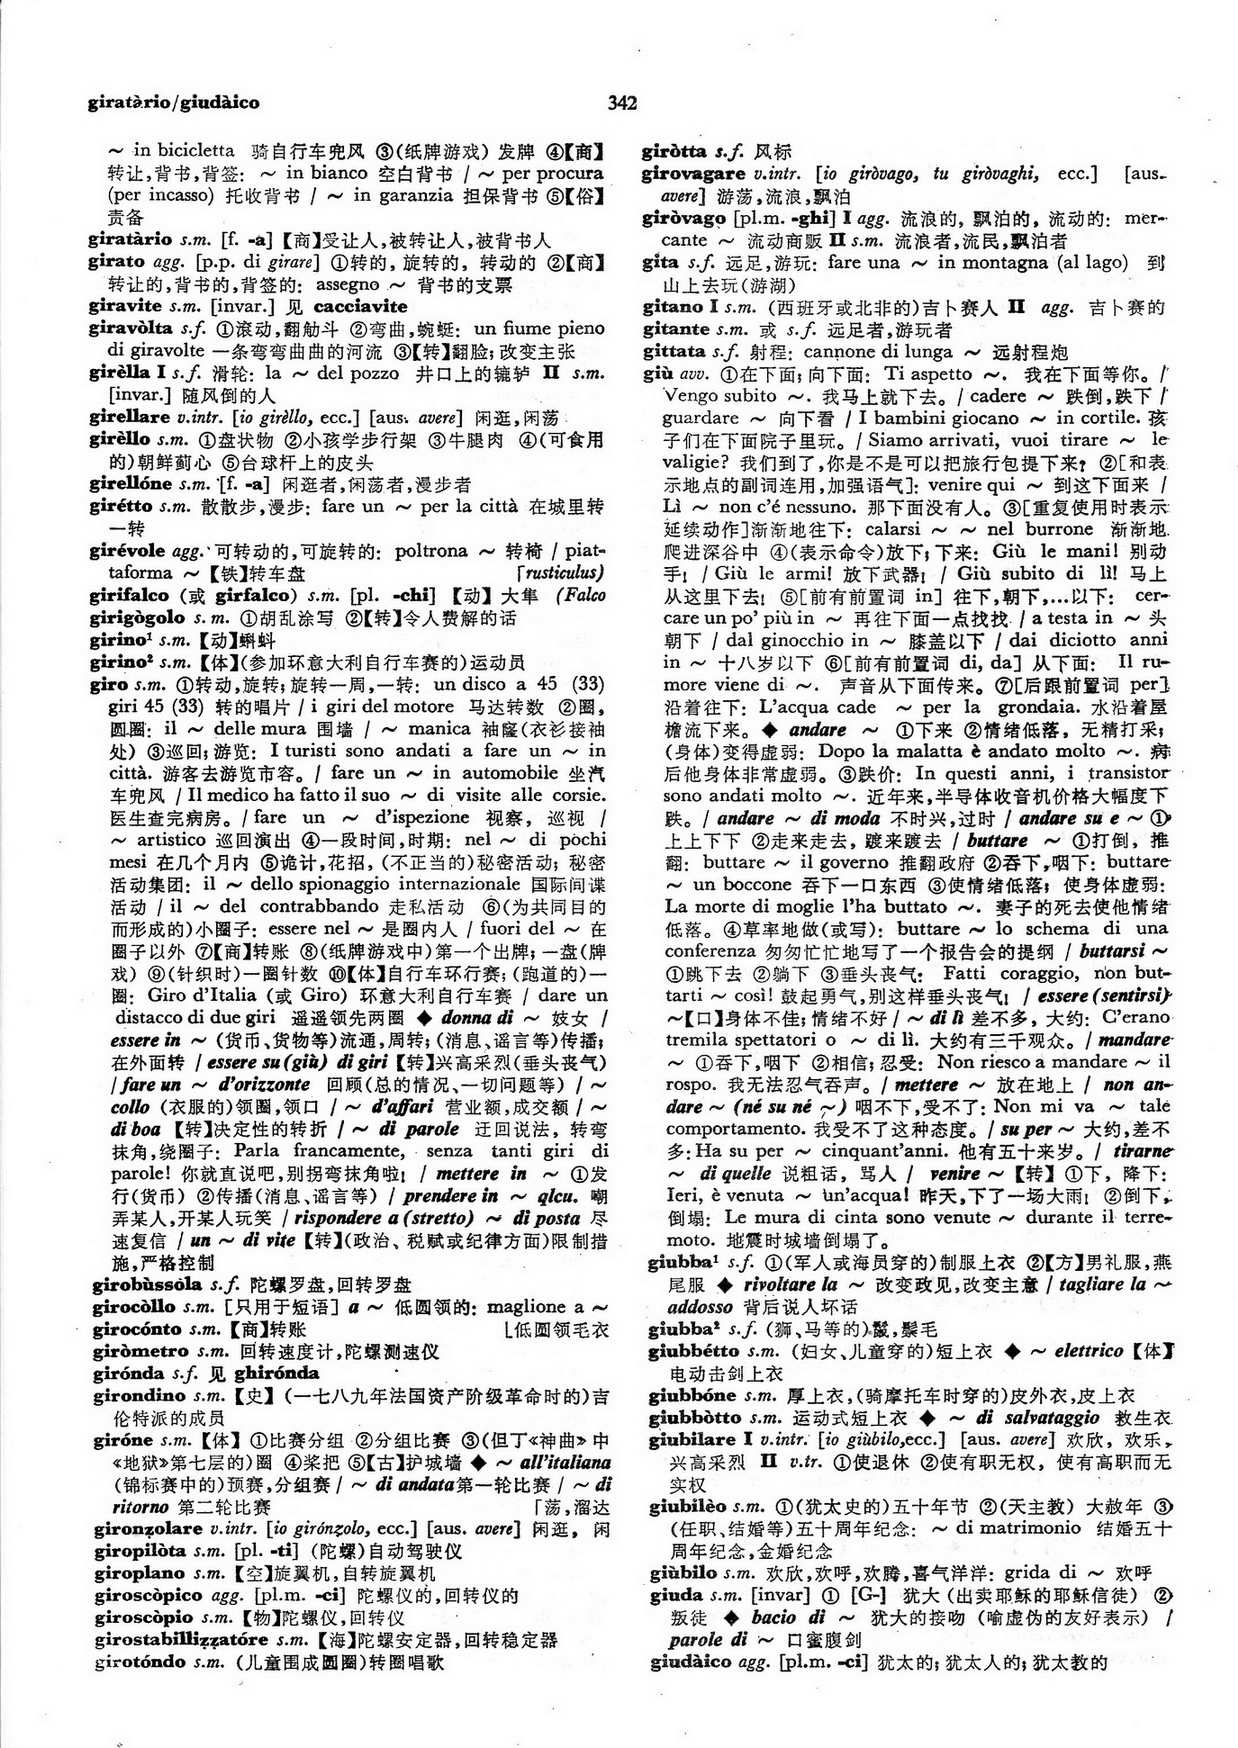 giratàrio/giudàico
342
～ in bicicletta 骑自行车兜风 ③(纸牌游戏) 发牌 ④【商】
转让,背书,背签: ～ in bianco 空白背书 / ～ per procura
(per incasso) 托收背书 / ～ in garanzia 担保背书 ⑤【俗】
责备
giratàrio s.m. [f. -a] 【商】受让人,被转让人,被背书人
girato agg. [p.p. di girare] ①转的, 旋转的, 转动的 ②【商】
转让的,背书的,背签的: assegno ～ 背书的支票
giravite s.m. [invar.] 见 cacciavite
giravòlta s.f. ①滚动,翻觔斗 ②弯曲,蜿蜒: un fiume pieno
di giravolte 一条弯弯曲曲的河流 ③【转】翻脸; 改变主张
girèlla I s.f. 滑轮: la ～ del pozzo 井口上的辘轳 II s.m.
[invar.] 随风倒的人
girellare v.intr. [io girèllo, ecc.] [aus. avere] 闲逛,闲荡
girèllo s.m. ①盘状物 ②小孩学步行架 ③牛腿肉 ④(可食用
的)朝鲜蓟心 ⑤台球杆上的皮头
girellóne s.m. [f. -a] 闲逛者,闲荡者,漫步者
girétto s.m. 散散步,漫步: fare un ～ per la città 在城里转
一转
girévole agg. 可转动的,可旋转的: poltrona ～ 转椅 / piat-
taforma ～ 【铁】转车盘 「rusticulus)
girifalco (或 girfalco) s.m. [pl. -chi] 【动】大隼 (Falco
girigògolo s. m. ①胡乱涂写 ②【转】令人费解的话
girino¹ s.m. 【动】蝌蚪
girino² s.m. 【体】(参加环意大利自行车赛的)运动员
giro s.m. ①转动,旋转; 旋转一周,一转: un disco a 45 (33)
giri 45 (33) 转的唱片 / i giri del motore 马达转数 ②圈,
圆圈: il ～ delle mura 围墙 / ～ manica 袖窿(衣衫接袖
处) ③巡回; 游览: I turisti sono andati a fare un ～ in
città. 游客去游览市容。/ fare un ～ in automobile 坐汽
车兜风 / Il medico ha fatto il suo ～ di visite alle corsie.
医生查完病房。/ fare un ～ d'ispezione 视察, 巡视 /
～ artistico 巡回演出 ④一段时间,时期: nel ～ di pochi
mesi 在几个月内 ⑤诡计,花招, (不正当的)秘密活动; 秘密
活动集团: il ～ dello spionaggio internazionale 国际间谍
活动 / il ～ del contrabbando 走私活动 ⑥(为共同目的
而形成的)小圈子: essere nel ～ 是圈内人 / fuori del ～ 在
圈子以外 ⑦【商】转账 ⑧(纸牌游戏中)第一个出牌; 一盘(牌
戏) ⑨(针织时)一圈针数 ⑩【体】自行车环行赛; (跑道的)一
圈: Giro d'Italia (或 Giro) 环意大利自行车赛 / dare un
distacco di due giri 遥遥领先两圈 ◆ donna di ～ 妓女 /
essere in ～ (货币、货物等)流通,周转; (消息、谣言等)传播;
在外面转 / essere su (giù) di giri 【转】兴高采烈(垂头丧气)
/ fare un ～ d'orizzonte 回顾(总的情况、一切问题等) / ～
collo (衣服的)领圈,领口 / ～ d'affari 营业额,成交额 / ～
di boa 【转】决定性的转折 / ～ di parole 迂回说法, 转弯
抹角,绕圈子: Parla francamente, senza tanti giri di
parole! 你就直说吧,别拐弯抹角啦! / mettere in ～ ①发
行(货币) ②传播(消息、谣言等) / prendere in ～ qlcu. 嘲
弄某人,开某人玩笑 / rispondere a (stretto) ～ di posta 尽
速复信 / un ～ di vite 【转】(政治、税赋或纪律方面)限制措
施,严格控制
girobùssola s.f. 陀螺罗盘,回转罗盘
girocòllo s.m. [只用于短语] a ～ 低圆领的: maglione a ～
girocónto s.m. 【商】转账 ⌊低圆领毛衣
giròmetro s.m. 回转速度计,陀螺测速仪
girónda s.f. 见 ghirónda
girondino s.m. 【史】 (一七八九年法国资产阶级革命时的)吉
伦特派的成员
giróne s.m. 【体】 ①比赛分组 ②分组比赛 ③(但丁《神曲》中
《地狱》第七层的)圈 ④桨把 ⑤【古】护城墙 ◆ ～ all'italiana
(锦标赛中的)预赛,分组赛 / ～ di andata 第一轮比赛 / ～ di
ritorno 第二轮比赛 「荡,溜达
gironẓolare v.intr. [io girónẓolo, ecc.] [aus. avere] 闲逛, 闲
giropilòta s.m. [pl. -ti] (陀螺)自动驾驶仪
giroplano s.m. 【空】旋翼机,自转旋翼机
giroscòpico agg. [pl.m. -ci] 陀螺仪的,回转仪的
giroscòpio s.m. 【物】陀螺仪,回转仪
girostabiliẓẓatóre s.m. 【海】陀螺安定器,回转稳定器
girotóndo s.m. (儿童围成圆圈)转圈唱歌
giròtta s.f. 风标
girovagare v.intr. [io giròvago, tu giròvaghi, ecc.] [aus.
avere] 游荡,流浪,飘泊
giròvago [pl.m. -ghi] I agg. 流浪的, 飘泊的, 流动的: mer-
cante ～ 流动商贩 II s.m. 流浪者,流民,飘泊者
gita s.f. 远足,游玩: fare una ～ in montagna (al lago) 到
山上去玩(游湖)
gitano I s.m. (西班牙或北非的)吉卜赛人 II agg. 吉卜赛的
gitante s.m. 或 s.f. 远足者,游玩者
gittata s.f. 射程: cannone di lunga ～ 远射程炮
giù avv. ①在下面; 向下面: Ti aspetto ～. 我在下面等你。/
Vengo subito ～. 我马上就下去。/ cadere ～ 跌倒,跌下 /
guardare ～ 向下看 / I bambini giocano ～ in cortile. 孩
子们在下面院子里玩。/ Siamo arrivati, vuoi tirare ～ le
valigie? 我们到了,你是不是可以把旅行包提下来? ②[和表
示地点的副词连用,加强语气]: venire qui ～ 到这下面来 /
Lì ～ non c'é nessuno. 那下面没有人。③[重复使用时表示
延续动作]渐渐地往下: calarsi ～ ～ nel burrone 渐渐地
爬进深谷中 ④(表示命令)放下; 下来: Giù le mani! 别动
手! / Giù le armi! 放下武器! / Giù subito di lì! 马上
从这里下去! ⑤[前有前置词 in] 往下,朝下,...以下: cer-
care un po' più in ～ 再往下面一点找找 / a testa in ～ 头
朝下 / dal ginocchio in ～ 膝盖以下 / dai diciotto anni
in ～ 十八岁以下 ⑥[前有前置词 di, da] 从下面: Il ru-
more viene di ～. 声音从下面传来。⑦[后跟前置词 per]
沿着往下: L'acqua cade ～ per la grondaia. 水沿着屋
檐流下来。◆ andare ～ ①下来 ②情绪低落, 无精打采;
(身体)变得虚弱: Dopo la malatta è andato molto ～. 病
后他身体非常虚弱。③跌价: In questi anni, i transistor
sono andati molto ～. 近年来,半导体收音机价格大幅度下
跌。/ andare ～ di moda 不时兴,过时 / andare su e ～ ①
上上下下 ②走来走去, 踱来踱去 / buttare ～ ①打倒, 推
翻: buttare ～ il governo 推翻政府 ②吞下,咽下: buttare
～ un boccone 吞下一口东西 ③使情绪低落; 使身体虚弱:
La morte di moglie l'ha buttato ～. 妻子的死去使他情绪
低落。④草率地做(或写): buttare ～ lo schema di una
conferenza 匆匆忙忙地写了一个报告会的提纲 / buttarsi ～
①跳下去 ②躺下 ③垂头丧气: Fatti coraggio, non but-
tarti ～ così! 鼓起勇气,别这样垂头丧气! / essere (sentirsi)
～【口】身体不佳; 情绪不好 / ～ di lì 差不多, 大约: C'erano
tremila spettatori o ～ di lì. 大约有三千观众。/ mandare
～ ①吞下,咽下 ②相信; 忍受: Non riesco a mandare ～ il
rospo. 我无法忍气吞声。/ mettere ～ 放在地上 / non an-
dare ～ (né su né ～) 咽不下,受不了: Non mi va ～ tale
comportamento. 我受不了这种态度。/ su per ～ 大约,差不
多: Ha su per ～ cinquant'anni. 他有五十来岁。/ tirarne
～ di quelle 说粗话, 骂人 / venire ～ 【转】 ①下, 降下:
Ieri, è venuta ～ un'acqua! 昨天,下了一场大雨! ②倒下,
倒塌: Le mura di cinta sono venute ～ durante il terre-
moto. 地震时城墙倒塌了。
giubba¹ s.f. ①(军人或海员穿的)制服上衣 ②【方】男礼服,燕
尾服 ◆ rivoltare la ～ 改变政见,改变主意 / tagliare la ～
addosso 背后说人坏话
giubba² s.f. (狮、马等的)鬣,鬃毛
giubbétto s.m. (妇女、儿童穿的)短上衣 ◆ ～ elettrico 【体】
电动击剑上衣
giubbóne s.m. 厚上衣,(骑摩托车时穿的)皮外衣,皮上衣
giubbòtto s.m. 运动式短上衣 ◆ ～ di salvataggio 救生衣
giubilare I v.intr. [io giùbilo,ecc.] [aus. avere] 欢欣, 欢乐,
兴高采烈 II v.tr. ①使退休 ②使有职无权, 使有高职而无
实权
giubilèo s.m. ①(犹太史的)五十年节 ②(天主教) 大赦年 ③
(任职、结婚等)五十周年纪念: ～ di matrimonio 结婚五十
周年纪念,金婚纪念
giùbilo s.m. 欢欣,欢呼,欢腾,喜气洋洋: grida di ～ 欢呼
giuda s.m. [invar] ① [G-] 犹大 (出卖耶稣的耶稣信徒) ②
叛徒 ◆ bacio di ～ 犹大的接吻 (喻虚伪的友好表示) /
parole di ～ 口蜜腹剑
giudàico agg. [pl.m. -ci] 犹太的; 犹太人的; 犹太教的